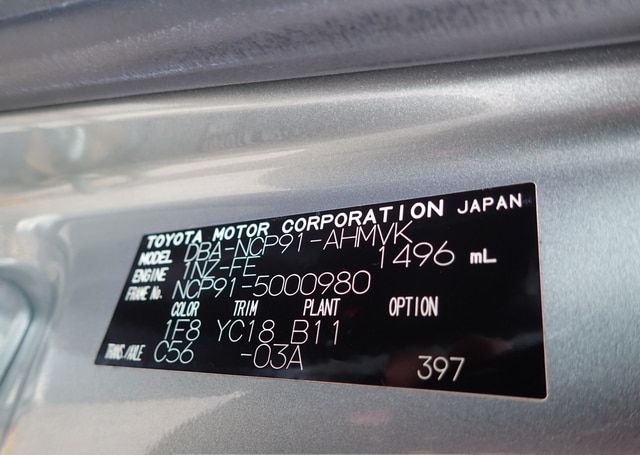 TOYOTA MOTOR CORPORATION JAPAN
MODEL DBA-NCP91-AHMVK
ENGINE 1NZ-FE 1496 mL
FRAME No. NCP91-5000980
COLOR TRIM PLANT OPTION
1F8 YC18 B11
TRANS./AXLE C56 -03A
397